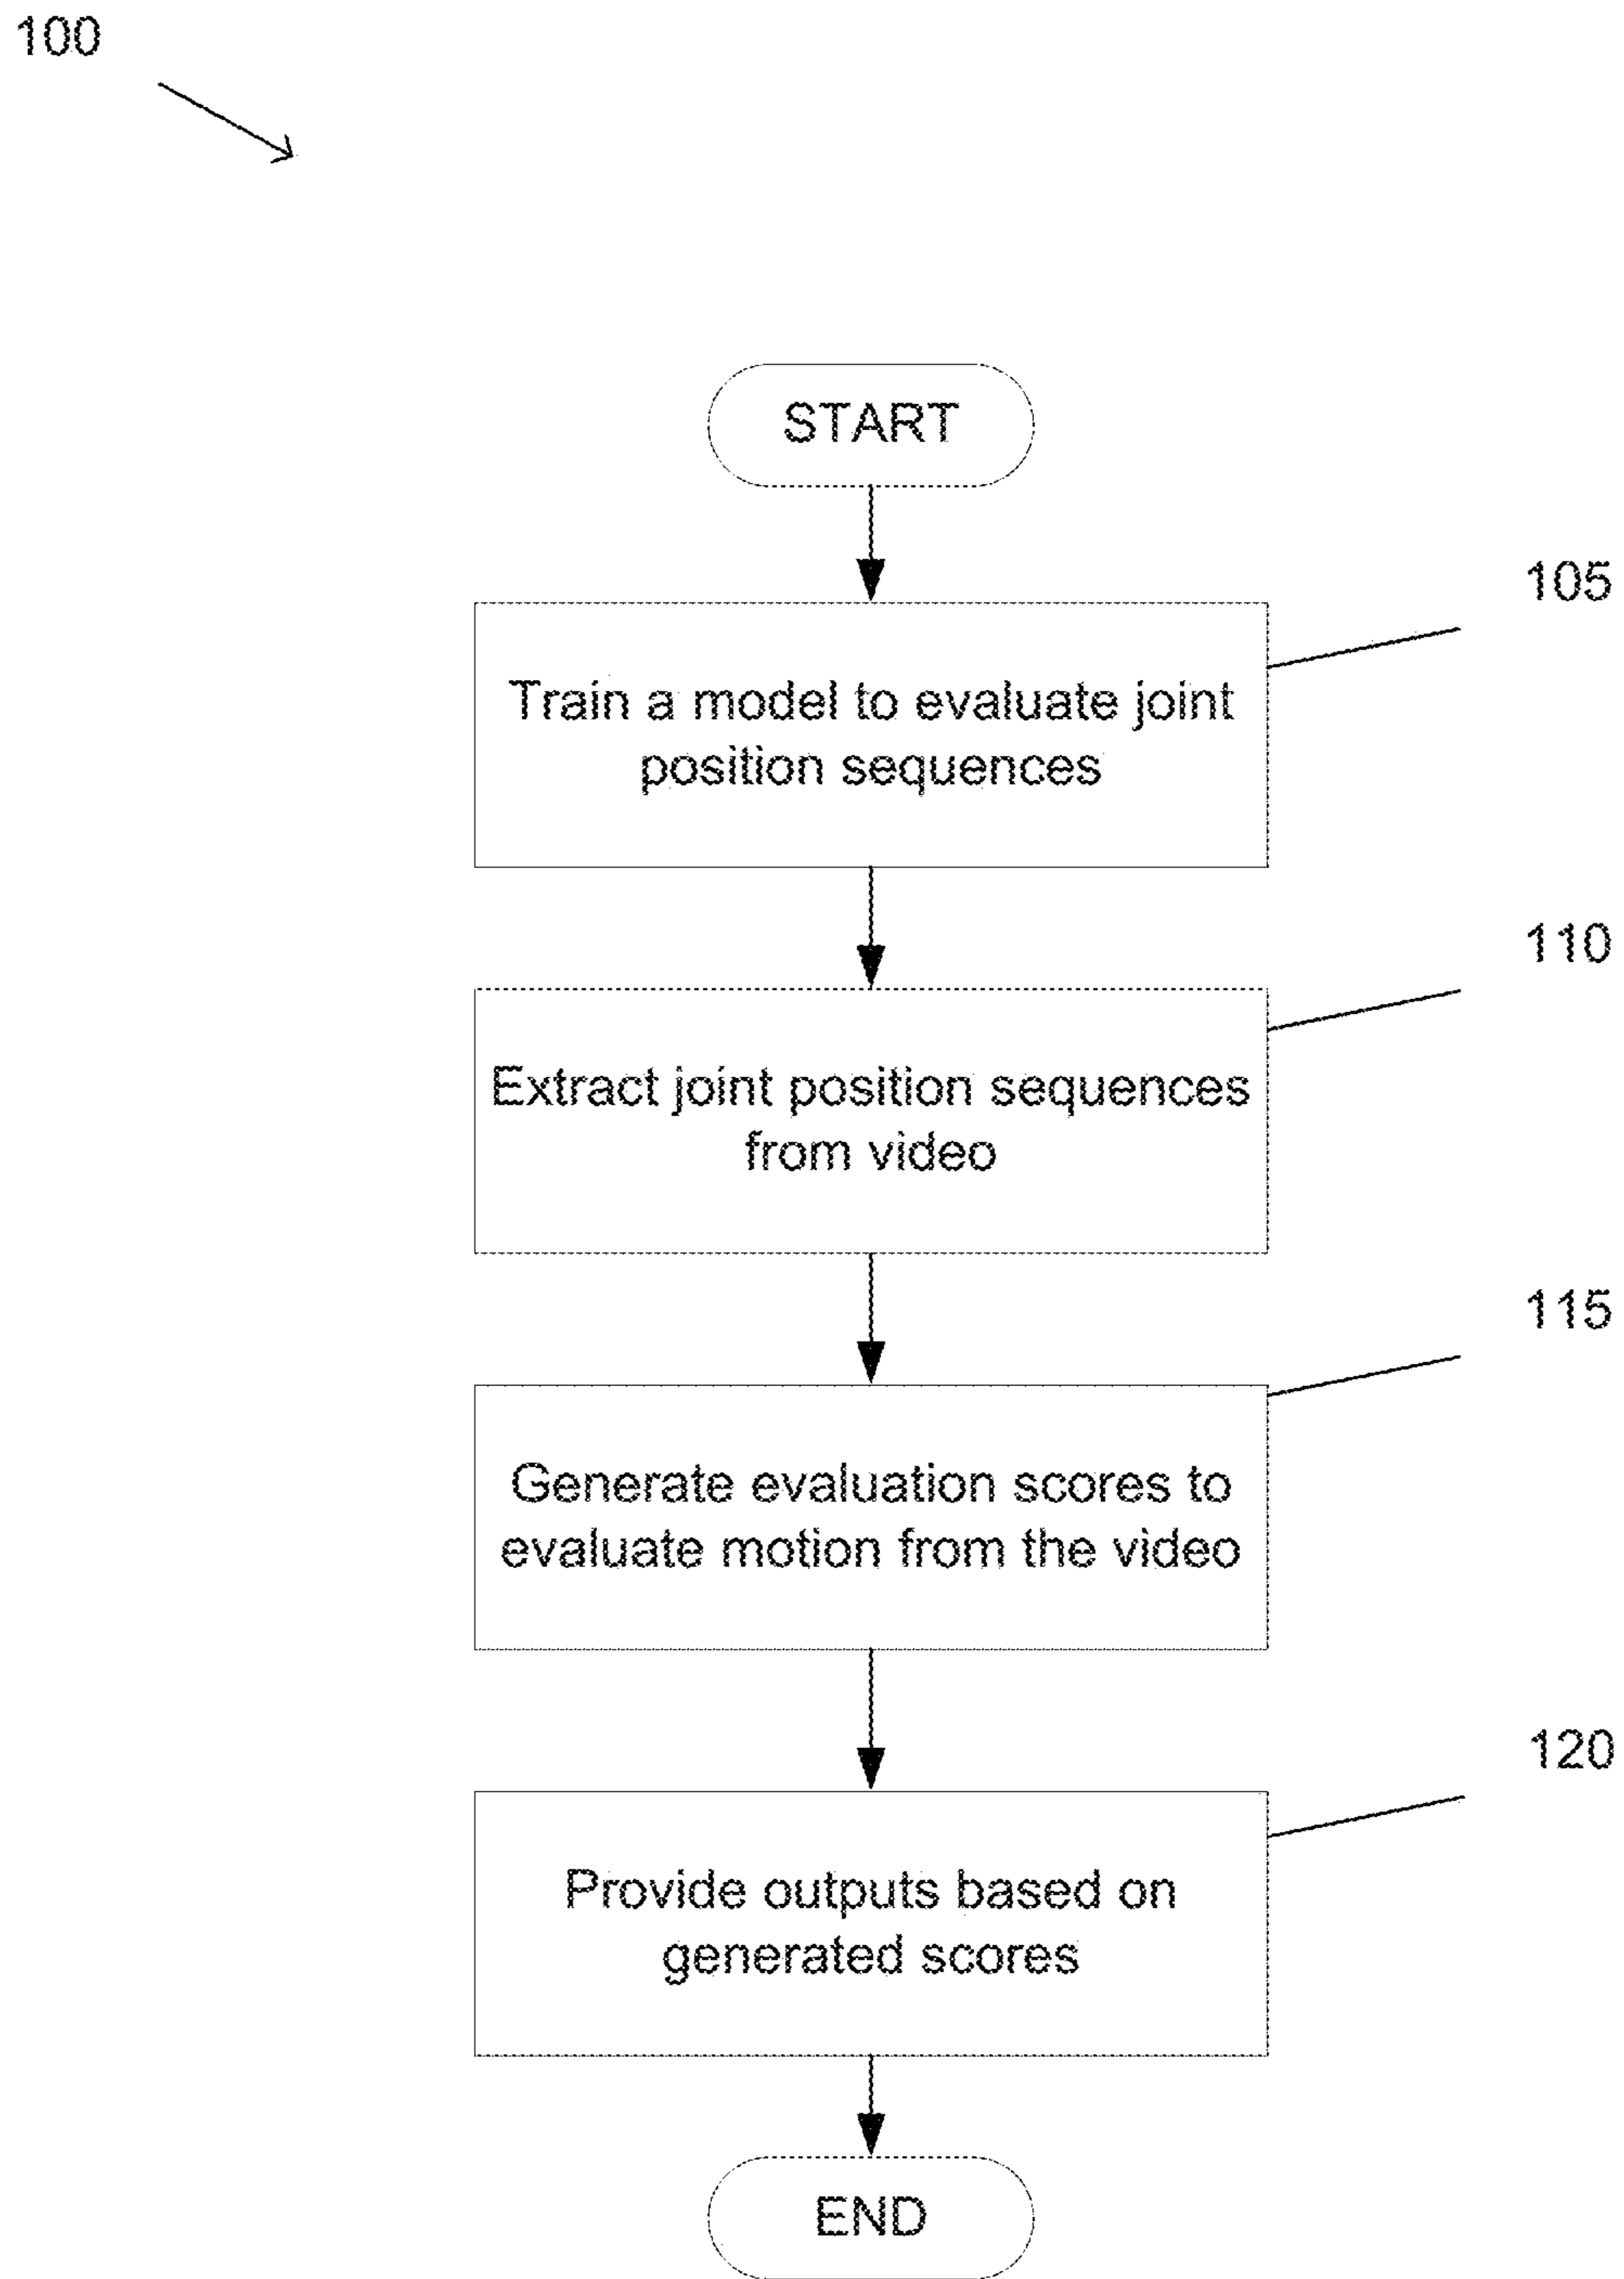 100
START
105
Train a model to evaluate joint
position sequences
110
Extract joint position sequences
from video
115
Generate evaluation scores to
evaluate motion from the video
120
Provide outputs based on
generated scores
END